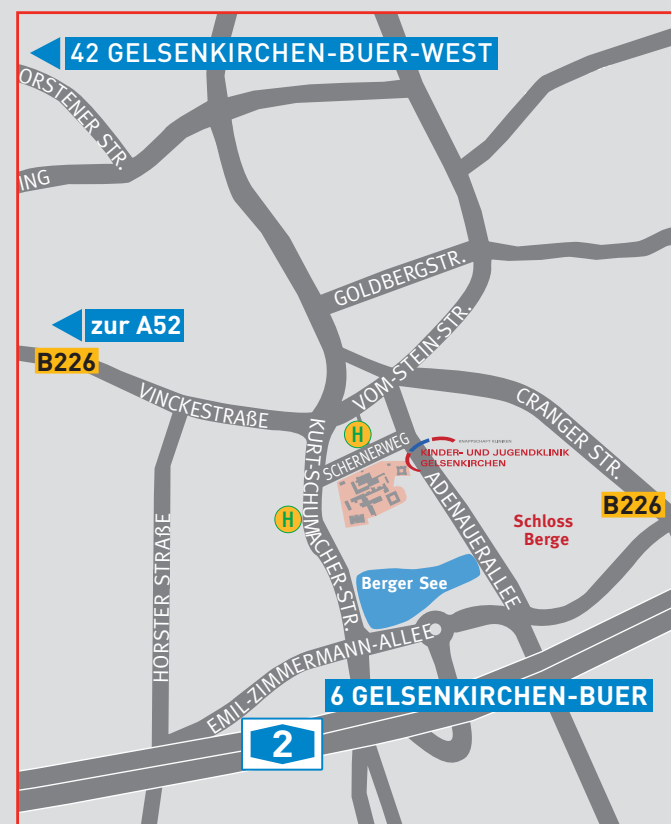 42 GELSENKIRCHEN-BUER-WEST
ORSTENER STR.
ING
GOLDBERGSTR.
zur A52
B226
VOM-STEIN-STR.
VINCKESTRAßE
CRANGER STR.
KURT-SCHUMACHER-STR.
H
SCHERNERWEG
KINDER- UND JUGENDKLINIK
GELSENKIRCHEN
ADENAUERALLEE
B226
H
Schloss
Berge
HORSTER STRAßE
Berger See
EMIL-ZIMMERMANN-ALLEE
6 GELSENKIRCHEN-BUER
2